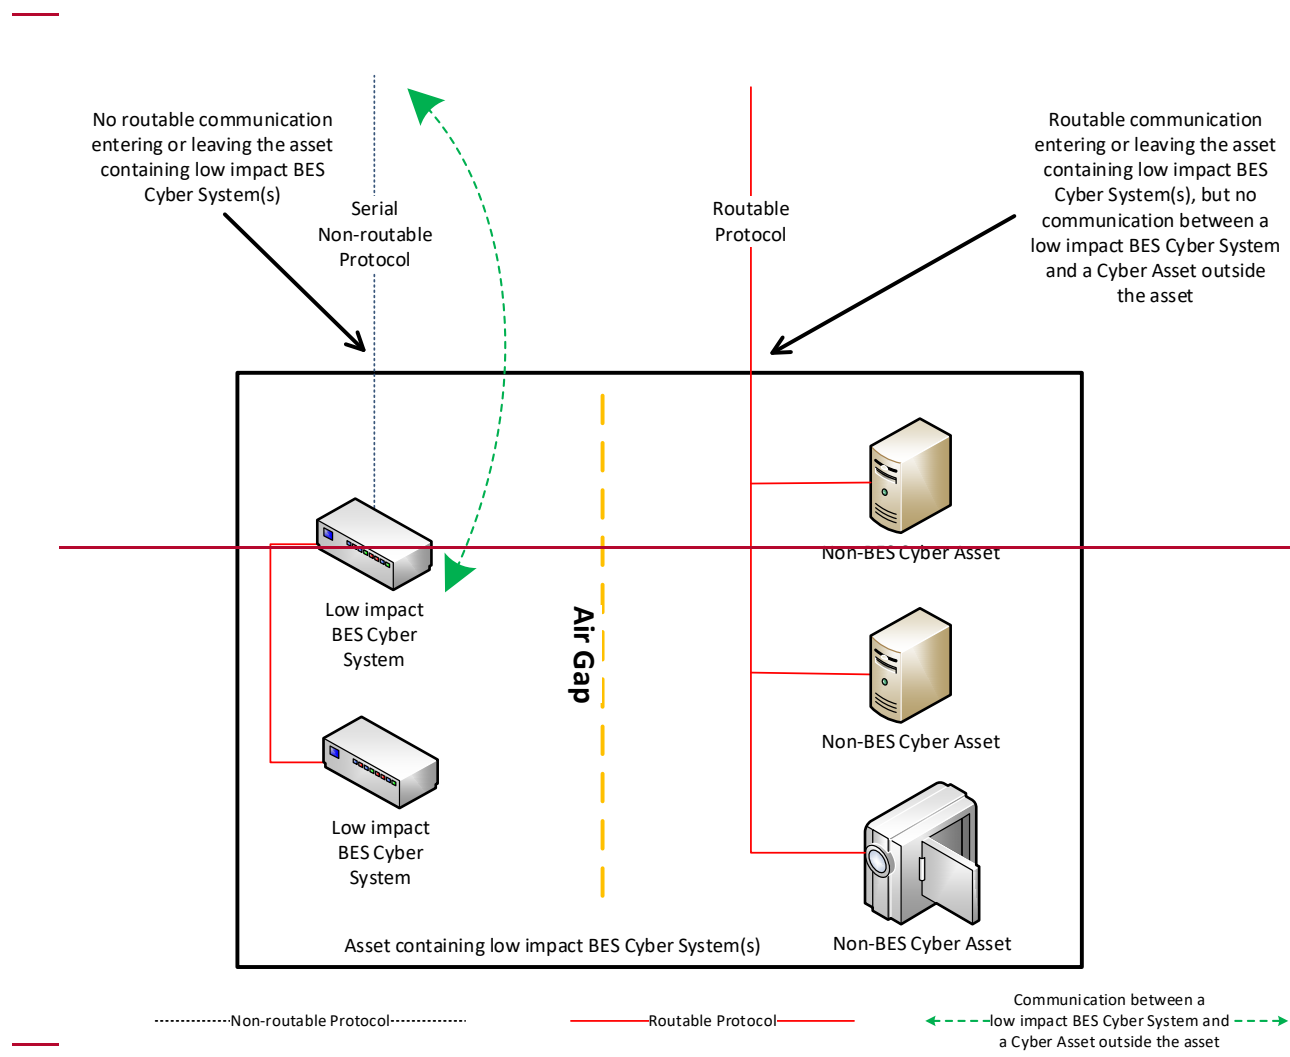 No routable communication
entering or leaving the asset
containing low impact BES
Cyber System(s)
Serial
Non-routable
Protocol
Routable
Protocol
Routable communication
entering or leaving the asset
containing low impact BES
Cyber System(s), but no
communication between a
low impact BES Cyber System
and a Cyber Asset outside
the asset
Non-BES Cyber Asset
Low impact
BES Cyber
System
Air Gap
Non-BES Cyber Asset
Low impact
BES Cyber
System
Asset containing low impact BES Cyber System(s)
Non-BES Cyber Asset
Non-routable Protocol
Routable Protocol
Communication between a
low impact BES Cyber System and
a Cyber Asset outside the asset